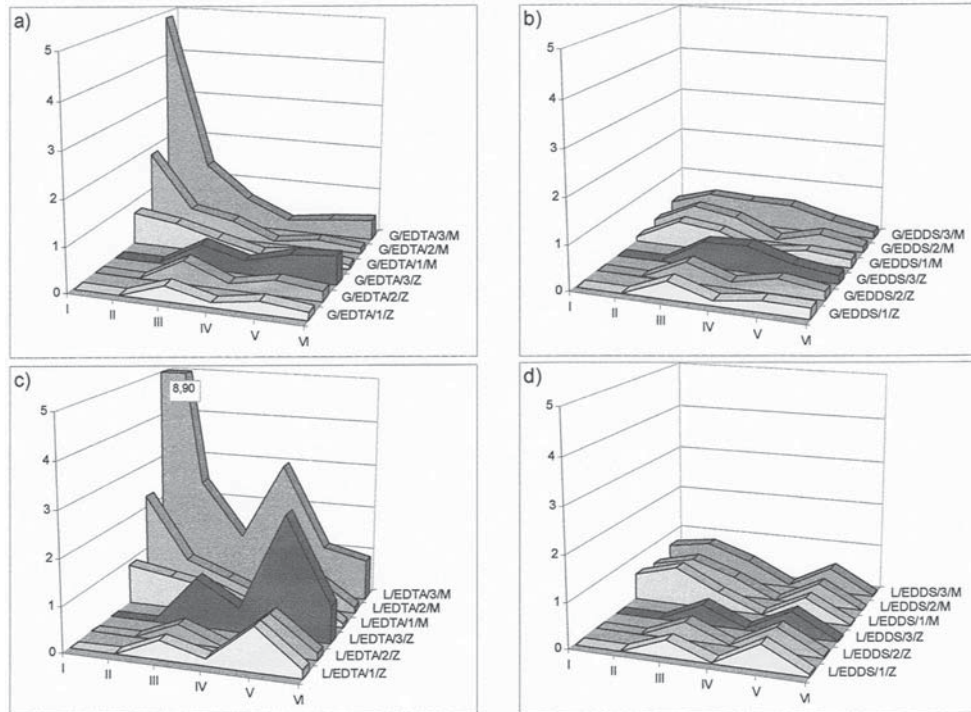 a)
5
4
3
2
1
0
I
II
III
IV
V
VI
G/EDTA/3/M
G/EDTA/2/M
G/EDTA/1/M
G/EDTA/3/Z
G/EDTA/2/Z
G/EDTA/1/Z
b)
5
4
3
2
1
0
I
II
III
IV
V
VI
G/EDDS/3/M
G/EDDS/2/M
G/EDDS/1/M
G/EDDS/3/Z
G/EDDS/2/Z
G/EDDS/1/Z
c)
8,90
5
4
3
2
1
0
I
II
III
IV
V
VI
L/EDTA/3/M
L/EDTA/2/M
L/EDTA/1/M
L/EDTA/3/Z
L/EDTA/2/Z
L/EDTA/1/Z
d)
5
4
3
2
1
0
I
II
III
IV
V
VI
L/EDDS/3/M
L/EDDS/2/M
L/EDDS/1/M
L/EDDS/3/Z
L/EDDS/2/Z
L/EDDS/1/Z